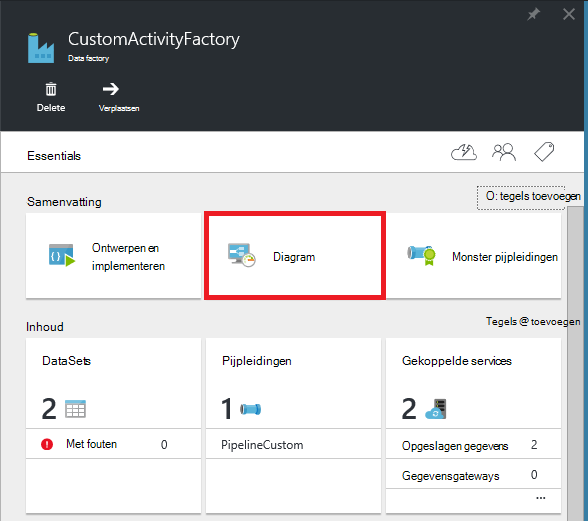 CustomActivityFactory
Data factory
Delete
Verplaatsen
Essentials
Samenvatting
O: tegels toevoegen
Ontwerpen en
implementeren
Diagram
Monster pijpleidingen
Inhoud
Tegels @ toevoegen
DataSets
2
Met fouten 0
Pijpleidingen
1
PipelineCustom
Gekoppelde services
2
Opgeslagen gegevens 2
Gegevensgateways 0
...